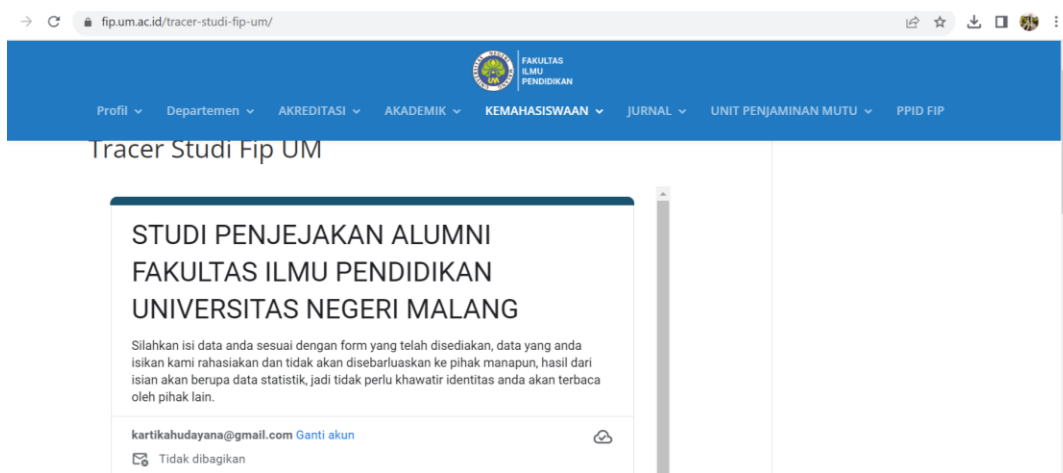 fip.um.ac.id/tracer-studi-fip-um/
FAKULTAS
ILMU
PENDIDIKAN
Profil Departemen AKREDITASI AKADEMIK KEMAHASISWAAN JURNAL UNIT PENJAMINAN MUTU PPID FIP
Tracer Studi Fip UM
STUDI PENJEJAKAN ALUMNI
FAKULTAS ILMU PENDIDIKAN
UNIVERSITAS NEGERI MALANG
Silahkan isi data anda sesuai dengan form yang telah disediakan, data yang anda
isikan kami rahasiakan dan tidak akan disebarluaskan ke pihak manapun, hasil dari
isian akan berupa data statistik, jadi tidak perlu khawatir identitas anda akan terbaca
oleh pihak lain.
kartikahudayana@gmail.com Ganti akun
Tidak dibagikan